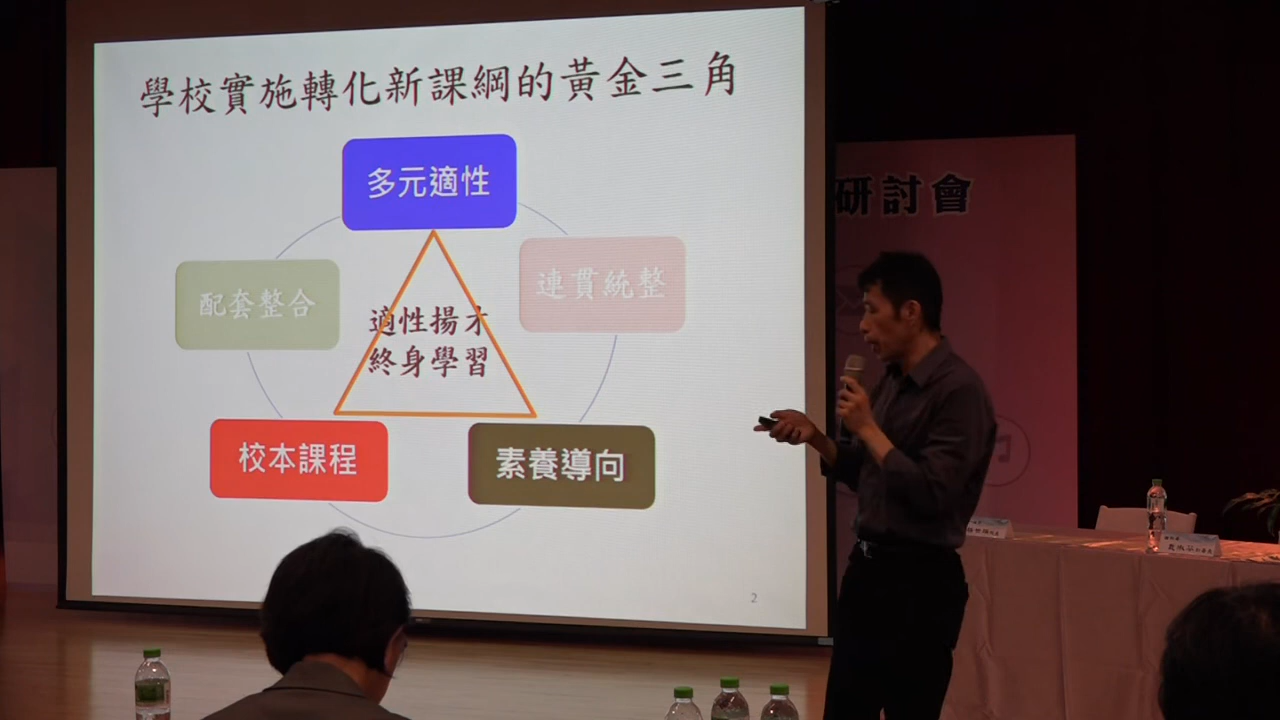 學校實施轉化新課綱的黃金三角
多元適性
連貫統整
配套整合
適性揚才
終身學習
校本課程
素養導向
2
研討會